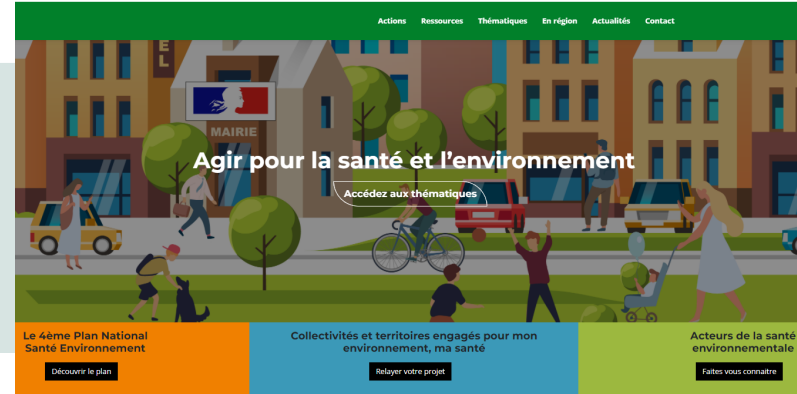 Actions Ressources Thématiques En région Actualités Contact
EL
MAIRIE
Agir pour la santé et l'environnement
Accédez aux thématiques
Le 4ème Plan National
Santé Environnement
Découvrir le plan
Collectivités et territoires engagés pour mon
environnement, ma santé
Relayer votre projet
Acteurs de la santé
environnementale
Faites vous connaitre